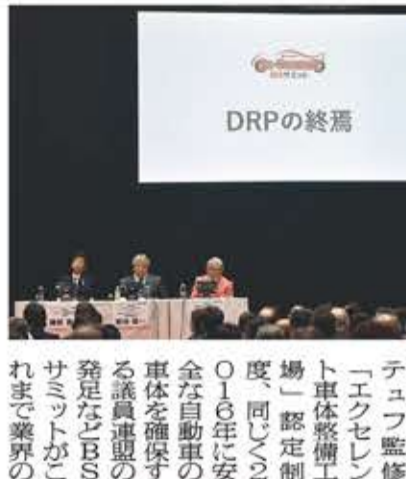 DRPの終焉
テュフ監修
「エクセレン
ト車体整備工
場」認定制
度、同じく2
016年に安
全な自動車の
車体を確保す
る議員連盟の
発足などBS
サミットがこ
れまで業界の